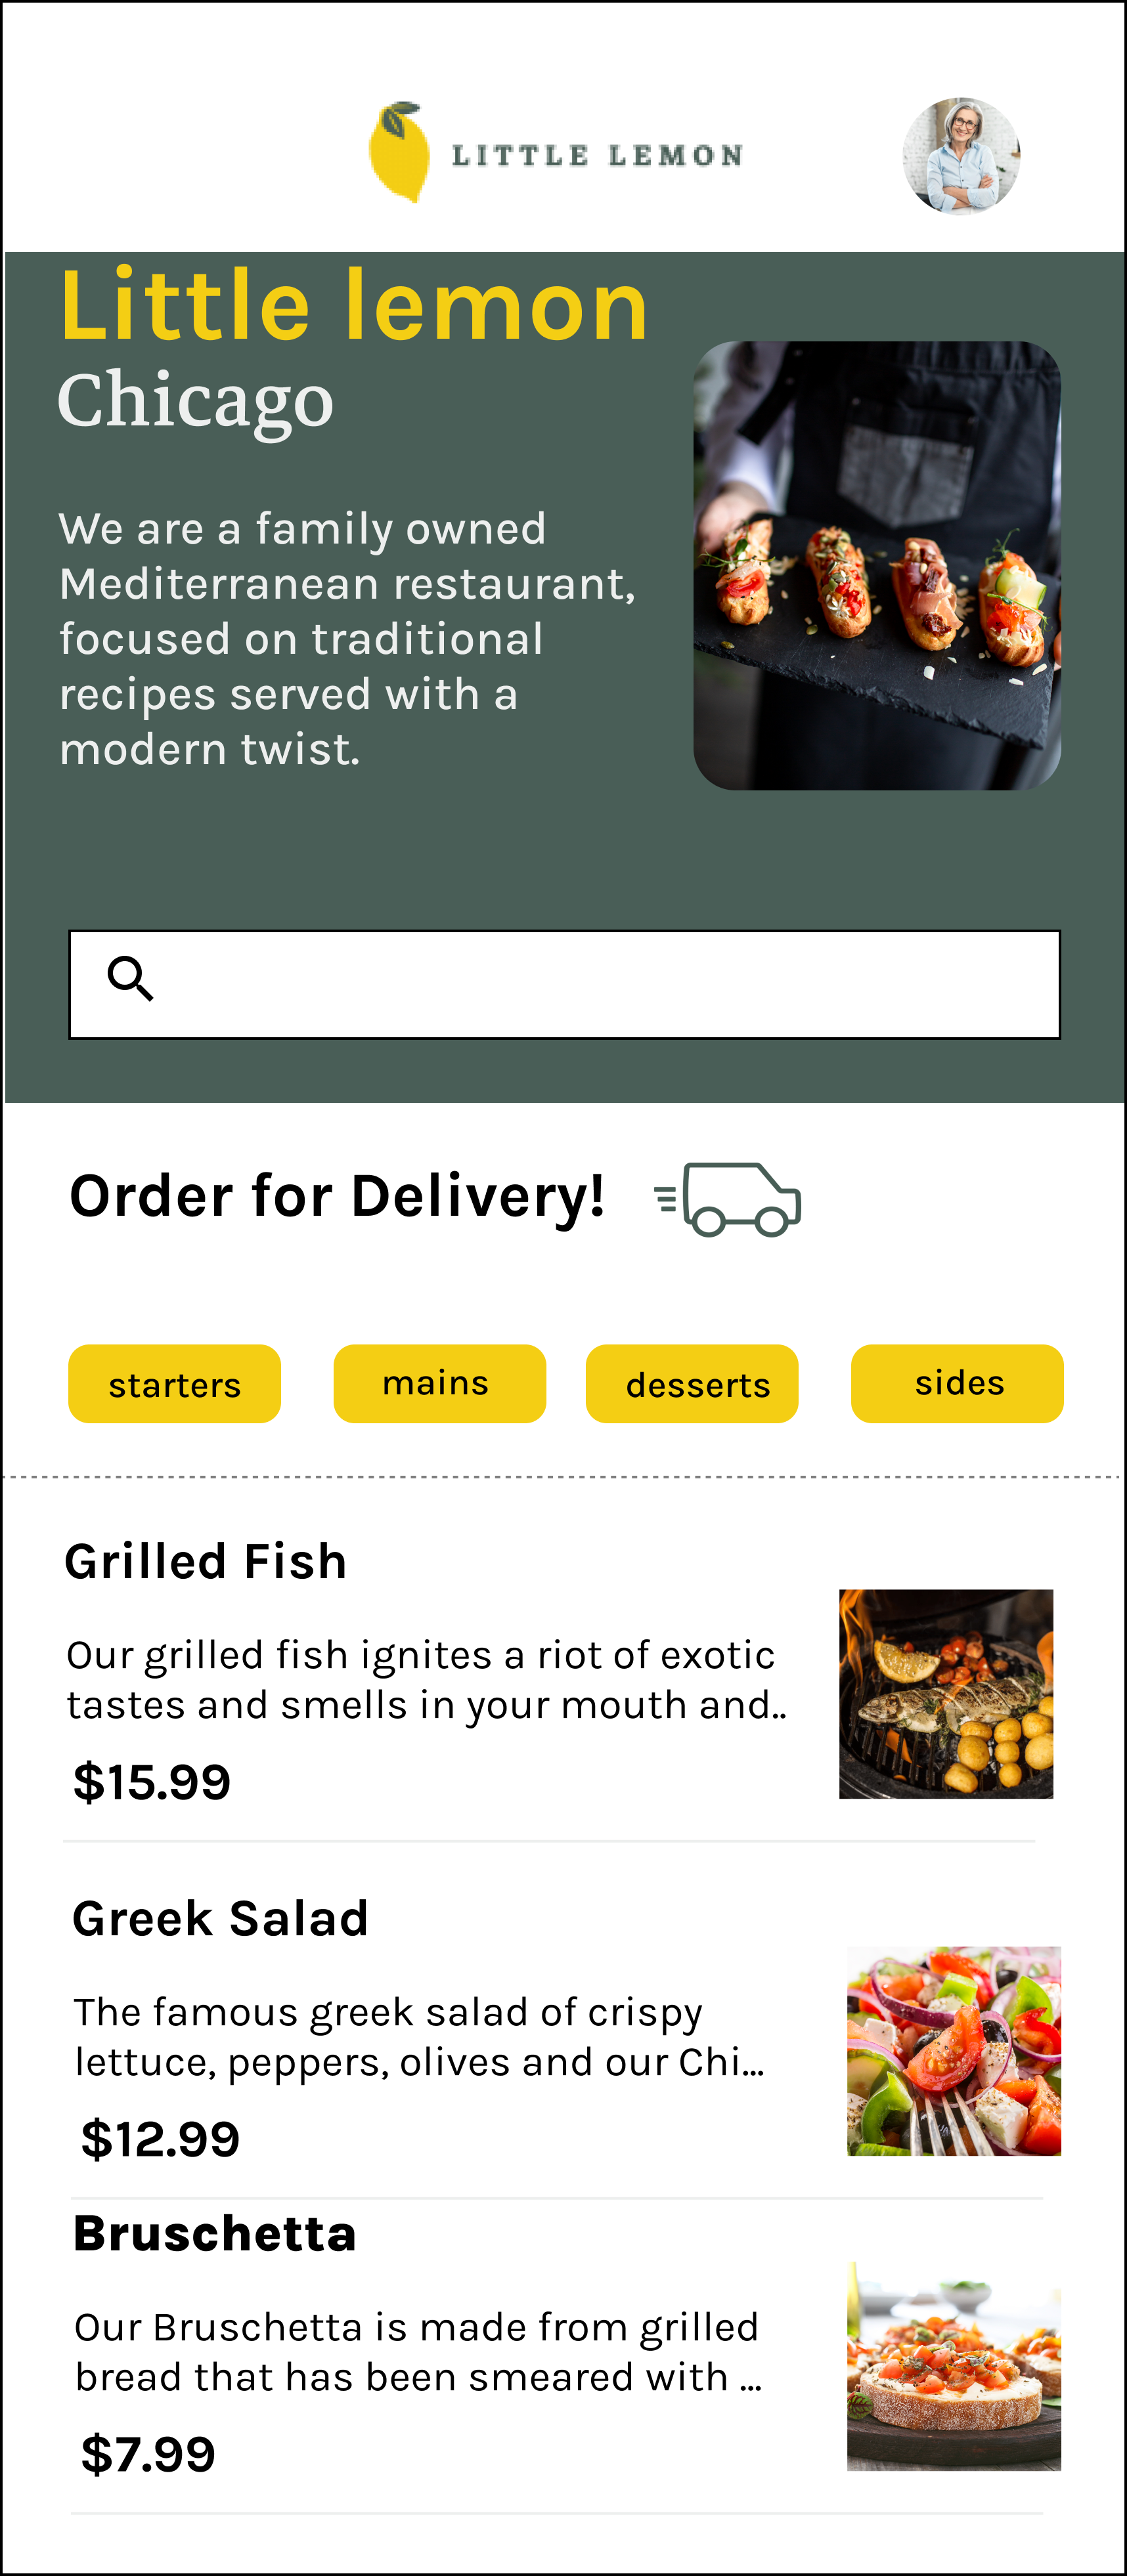 LITTLE LEMON
Little lemon
Chicago
We are a family owned
Mediterranean restaurant,
focused on traditional
recipes served with a
modern twist.
Order for Delivery!
starters mains desserts sides
Grilled Fish
Our grilled fish ignites a riot of exotic
tastes and smells in your mouth and..
$15.99
Greek Salad
The famous greek salad of crispy
lettuce, peppers, olives and our Chi...
$12.99
Bruschetta
Our Bruschetta is made from grilled
bread that has been smeared with ...
$7.99